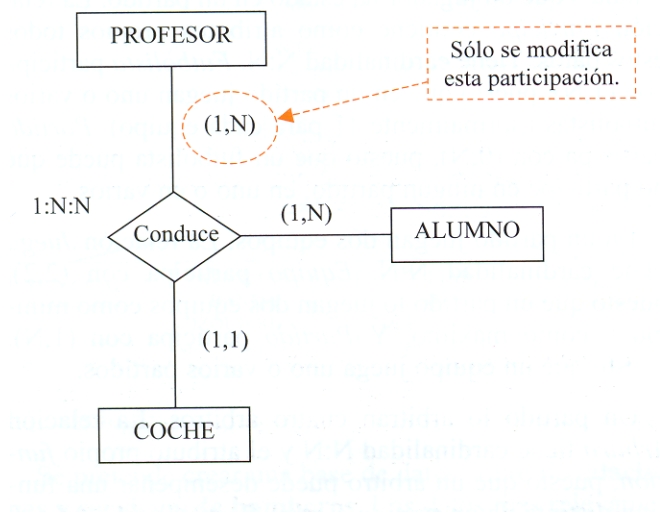 PROFESOR
Sólo se modifica
esta participación.
(1,N)
1:N:N
(1,N)
Conduce
ALUMNO
(1,1)
COCHE